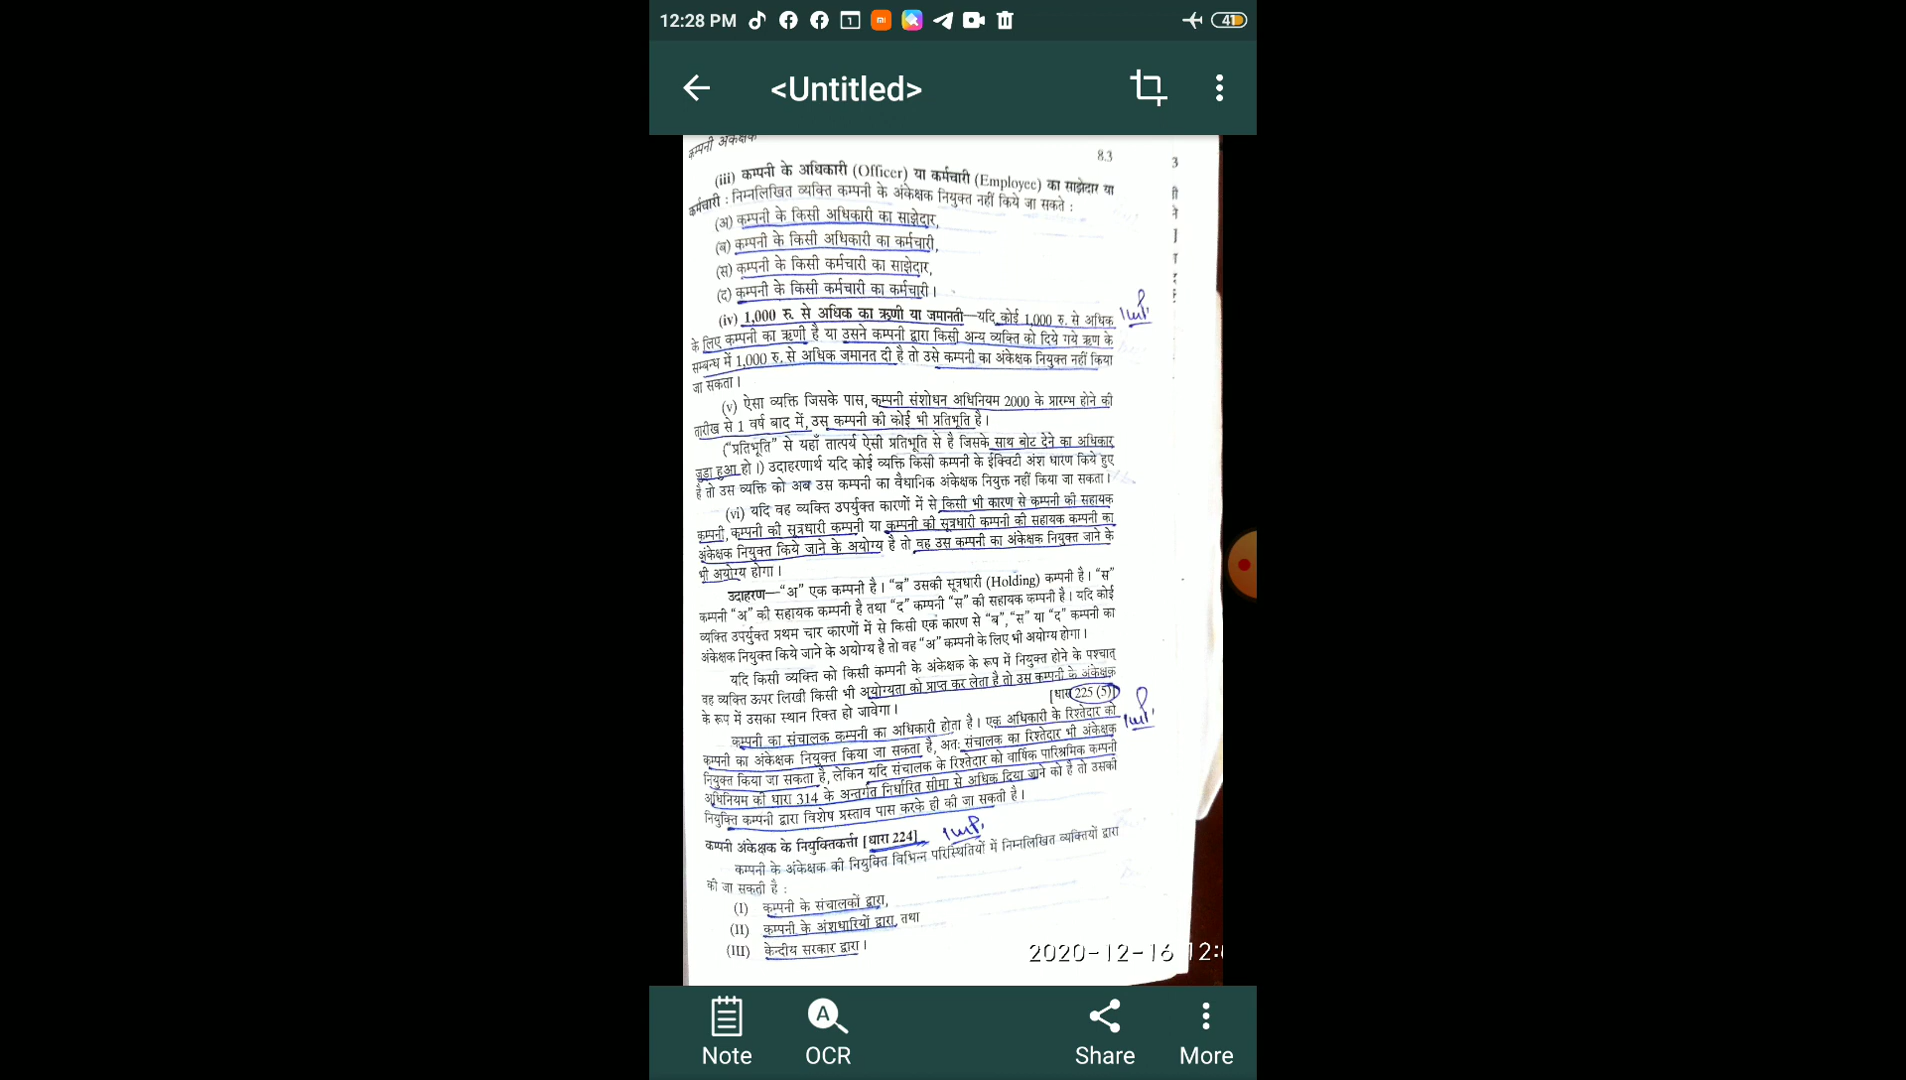 12:28 PM
41
<Untitled>
कम्पनी अंकेक्षक
8.3
(iii) कम्पनी के अधिकारी (Officer) या कर्मचारी (Employee) का साझेदार या
कर्मचारी : निम्नलिखित व्यक्ति कम्पनी के अंकेक्षक नियुक्त नहीं किये जा सकते :
(अ) कम्पनी के किसी अधिकारी का साझेदार,
(ब) कम्पनी के किसी अधिकारी का कर्मचारी,
(स) कम्पनी के किसी कर्मचारी का साझेदार,
(द) कम्पनी के किसी कर्मचारी का कर्मचारी।
(iv) 1,000 रु. से अधिक का ऋणी या जमानती—यदि कोई 1,000 रु. से अधिक
Imp.
के लिए कम्पनी का ऋणी है या उसने कम्पनी द्वारा किसी अन्य व्यक्ति को दिये गये ऋण के
सम्बन्ध में 1,000 रु. से अधिक जमानत दी है तो उसे कम्पनी का अंकेक्षक नियुक्त नहीं किया
जा सकता।
(v) ऐसा व्यक्ति जिसके पास, कम्पनी संशोधन अधिनियम 2000 के प्रारम्भ होने की
तारीख से 1 वर्ष बाद में, उस कम्पनी की कोई भी प्रतिभूति है।
("प्रतिभूति" से यहाँ तात्पर्य ऐसी प्रतिभूति से है जिसके साथ वोट देने का अधिकार
जुड़ा हुआ हो।) उदाहरणार्थ यदि कोई व्यक्ति किसी कम्पनी के ईक्विटी अंश धारण किये हुए
है तो उस व्यक्ति को अब उस कम्पनी का वैधानिक अंकेक्षक नियुक्त नहीं किया जा सकता।
(vi) यदि वह व्यक्ति उपर्युक्त कारणों में से किसी भी कारण से कम्पनी की सहायक
कम्पनी, कम्पनी की सूत्रधारी कम्पनी या कम्पनी की सूत्रधारी कम्पनी की सहायक कम्पनी का
अंकेक्षक नियुक्त किये जाने के अयोग्य है तो वह उस कम्पनी का अंकेक्षक नियुक्त जाने के
भी अयोग्य होगा।
उदाहरण—"अ" एक कम्पनी है। "ब" उसकी सूत्रधारी (Holding) कम्पनी है। "स"
कम्पनी "अ" की सहायक कम्पनी है तथा "द" कम्पनी "स" की सहायक कम्पनी है। यदि कोई
व्यक्ति उपर्युक्त प्रथम चार कारणों में से किसी एक कारण से "ब", "स" या "द" कम्पनी का
अंकेक्षक नियुक्त किये जाने के अयोग्य है तो वह "अ" कम्पनी के लिए भी अयोग्य होगा।
यदि किसी व्यक्ति को किसी कम्पनी के अंकेक्षक के रूप में नियुक्त होने के पश्चात्
वह व्यक्ति ऊपर लिखी किसी भी अयोग्यता को प्राप्त कर लेता है तो उस कम्पनी के अंकेक्षक
के रूप में उसका स्थान रिक्त हो जावेगा।
[धारा 225 (5)]
कम्पनी का संचालक कम्पनी का अधिकारी होता है। एक अधिकारी के रिश्तेदार को
Imp.
कम्पनी का अंकेक्षक नियुक्त किया जा सकता है, अतः संचालक का रिश्तेदार भी अंकेक्षक
नियुक्त किया जा सकता है, लेकिन यदि संचालक के रिश्तेदार को वार्षिक पारिश्रमिक कम्पनी
अधिनियम की धारा 314 के अन्तर्गत निर्धारित सीमा से अधिक दिया जाने को है तो उसकी
नियुक्ति कम्पनी द्वारा विशेष प्रस्ताव पास करके ही की जा सकती है।
कम्पनी अंकेक्षक के नियुक्तिकर्त्ता [धारा 224] Imp.
कम्पनी के अंकेक्षक की नियुक्ति विभिन्न परिस्थितियों में निम्नलिखित व्यक्तियों द्वारा
की जा सकती है :
(I) कम्पनी के संचालकों द्वारा,
(II) कम्पनी के अंशधारियों द्वारा, तथा
(III) केन्द्रीय सरकार द्वारा।
2020-12-16 12:
Note
OCR
Share
More